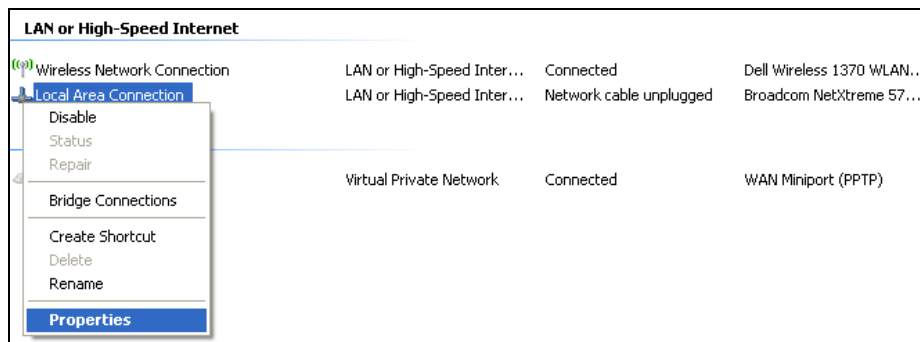 LAN or High-Speed Internet
Wireless Network Connection LAN or High-Speed Inter... Connected Dell Wireless 1370 WLAN...
Local Area Connection LAN or High-Speed Inter... Network cable unplugged Broadcom NetXtreme 57...
Disable
Status
Repair
Virtual Private Network Connected WAN Miniport (PPTP)
Bridge Connections
Create Shortcut
Delete
Rename
Properties